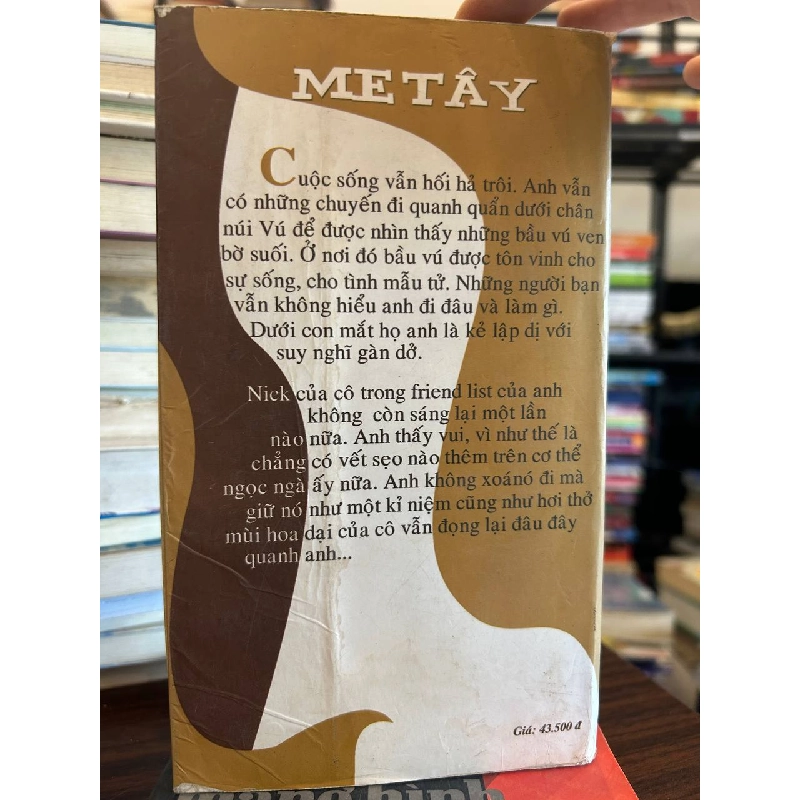 ME TÂY
Cuộc sống vẫn hối hả trôi. Anh vẫn
có những chuyến đi quanh quẩn dưới chân
núi Vú để được nhìn thấy những bầu vú ven
bờ suối. Ở nơi đó bầu vú được tôn vinh cho
sự sống, cho tình mẫu tử. Những người bạn
vẫn không hiểu anh đi đâu và làm gì.
Dưới con mắt họ anh là kẻ lập dị với
suy nghĩ gàn dở.
Nick của cô trong friend list của anh
không còn sáng lại một lần
nào nữa. Anh thấy vui, vì như thế là
chẳng có vết sẹo nào thêm trên cơ thể
ngọc ngà ấy nữa. Anh không xoánó đi mà
giữ nó như một kỉ niệm cũng như hơi thở
mùi hoa dại của cô vẫn đọng lại đâu đây
quanh anh...
Giá: 43.500 đ